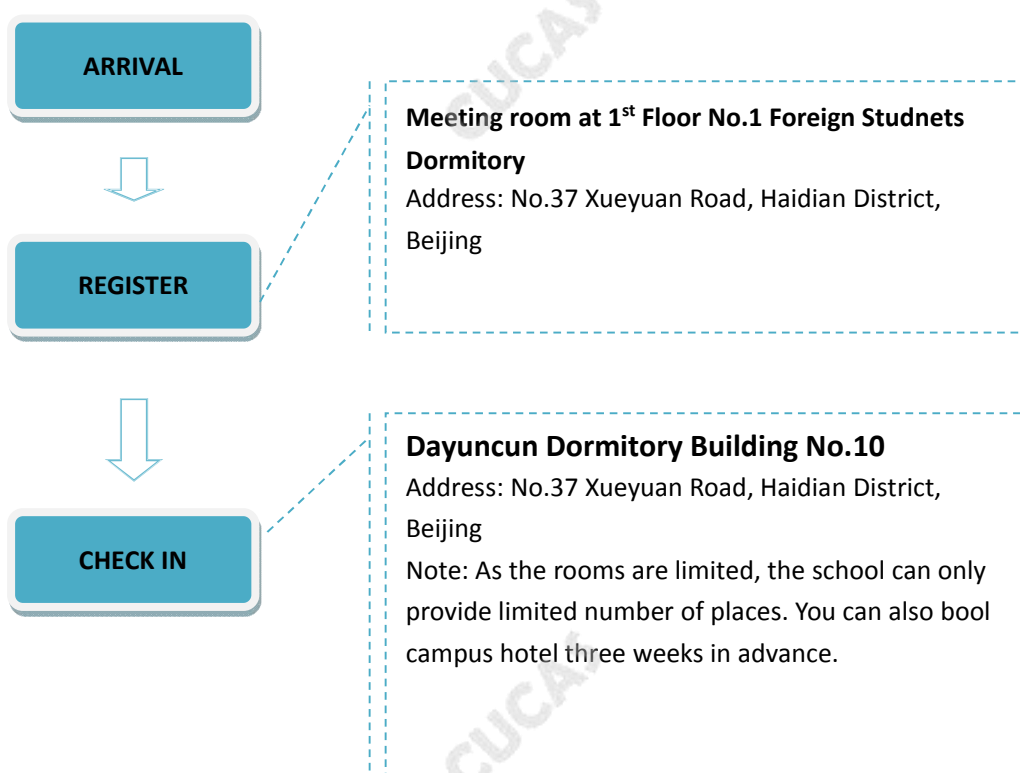 ARRIVAL
Meeting room at 1st Floor No.1 Foreign Studnets
Dormitory
Address: No.37 Xueyuan Road, Haidian District,
Beijing
REGISTER
Dayuncun Dormitory Building No.10
Address: No.37 Xueyuan Road, Haidian District,
Beijing
Note: As the rooms are limited, the school can only
provide limited number of places. You can also bool
campus hotel three weeks in advance.
CHECK IN
CUCAS
CUCAS